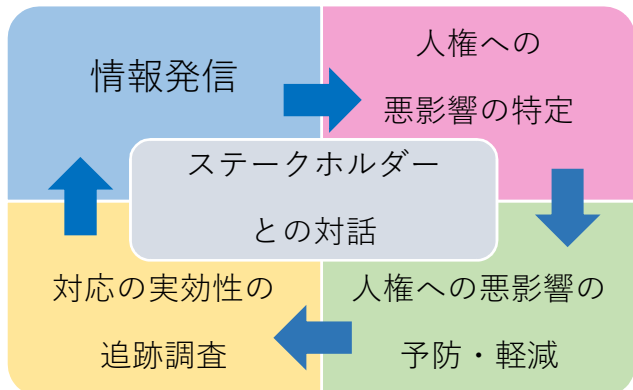 情報発信
人権への
悪影響の特定
ステークホルダー
との対話
対応の実効性の
追跡調査
人権への悪影響の
予防・軽減